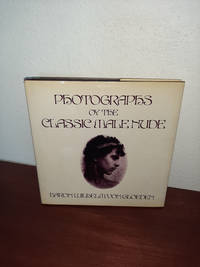 PHOTOGRAPHS
OF THE
CLASSIC MALE NUDE
BARON WILHELM VON GLOEDEN